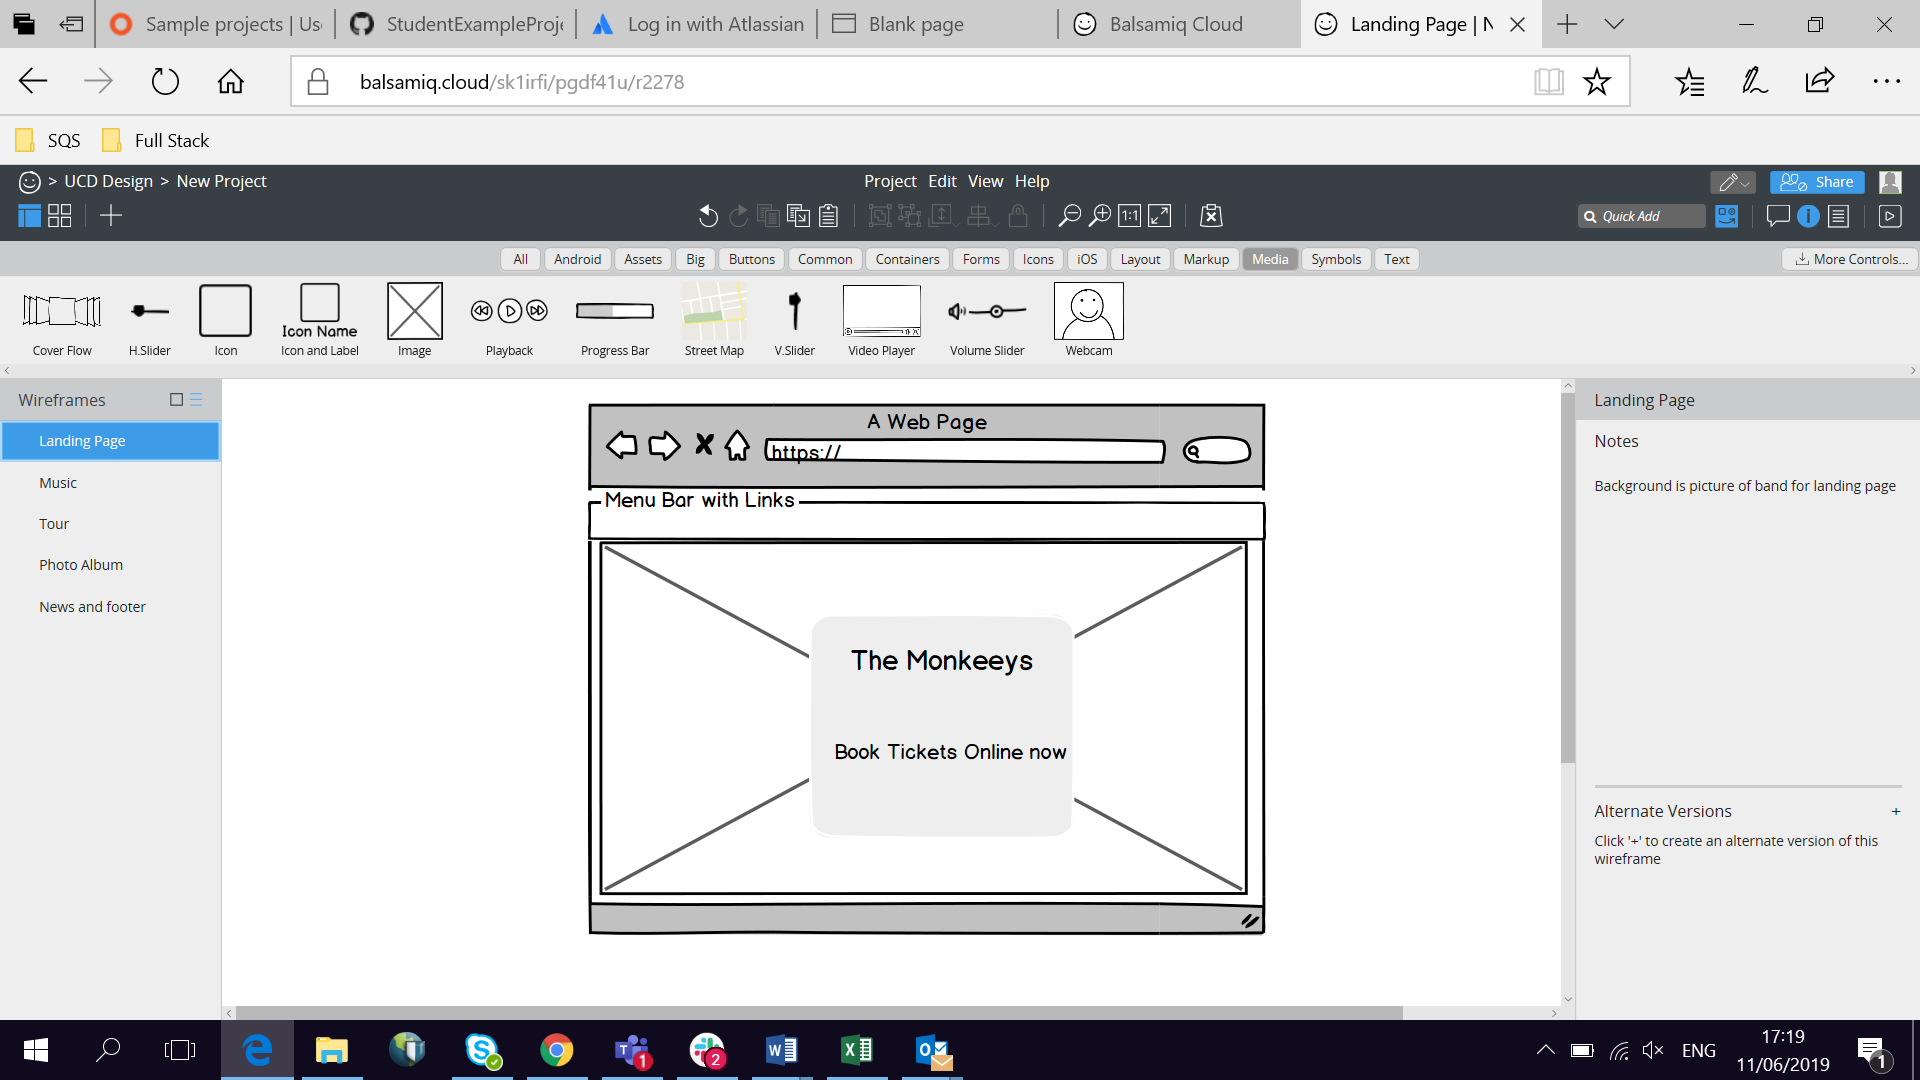 Sample projects | Us
StudentExampleProje
Log in with Atlassian
Blank page
Balsamiq Cloud
Landing Page | N
balsamiq.cloud/sk1irfi/pgdf41u/r2278
SQS
Full Stack
> UCD Design > New Project
Project Edit View Help
Share
1:1
Quick Add
All Android Assets Big Buttons Common Containers Forms Icons iOS Layout Markup Media Symbols Text
More Controls...
Icon Name
Cover Flow
H.Slider
Icon
Icon and Label
Image
Playback
Progress Bar
Street Map
V.Slider
Video Player
Volume Slider
Webcam
Wireframes
Landing Page
Music
Tour
Photo Album
News and footer
A Web Page
https://
Menu Bar with Links
The Monkeeys
Book Tickets Online now
Landing Page
Notes
Background is picture of band for landing page
Alternate Versions +
Click '+' to create an alternate version of this
wireframe
1
2
ENG
17:19
11/06/2019
1